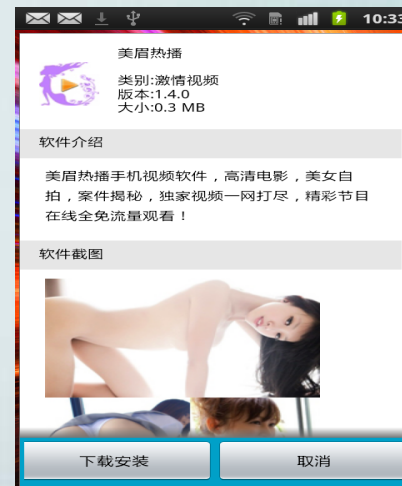 10:33
美眉热播
类别:激情视频
版本:1.4.0
大小:0.3 MB
软件介绍
美眉热播手机视频软件，高清电影，美女自
拍，案件揭秘，独家视频一网打尽，精彩节目
在线全免流量观看！
软件截图
下载安装
取消